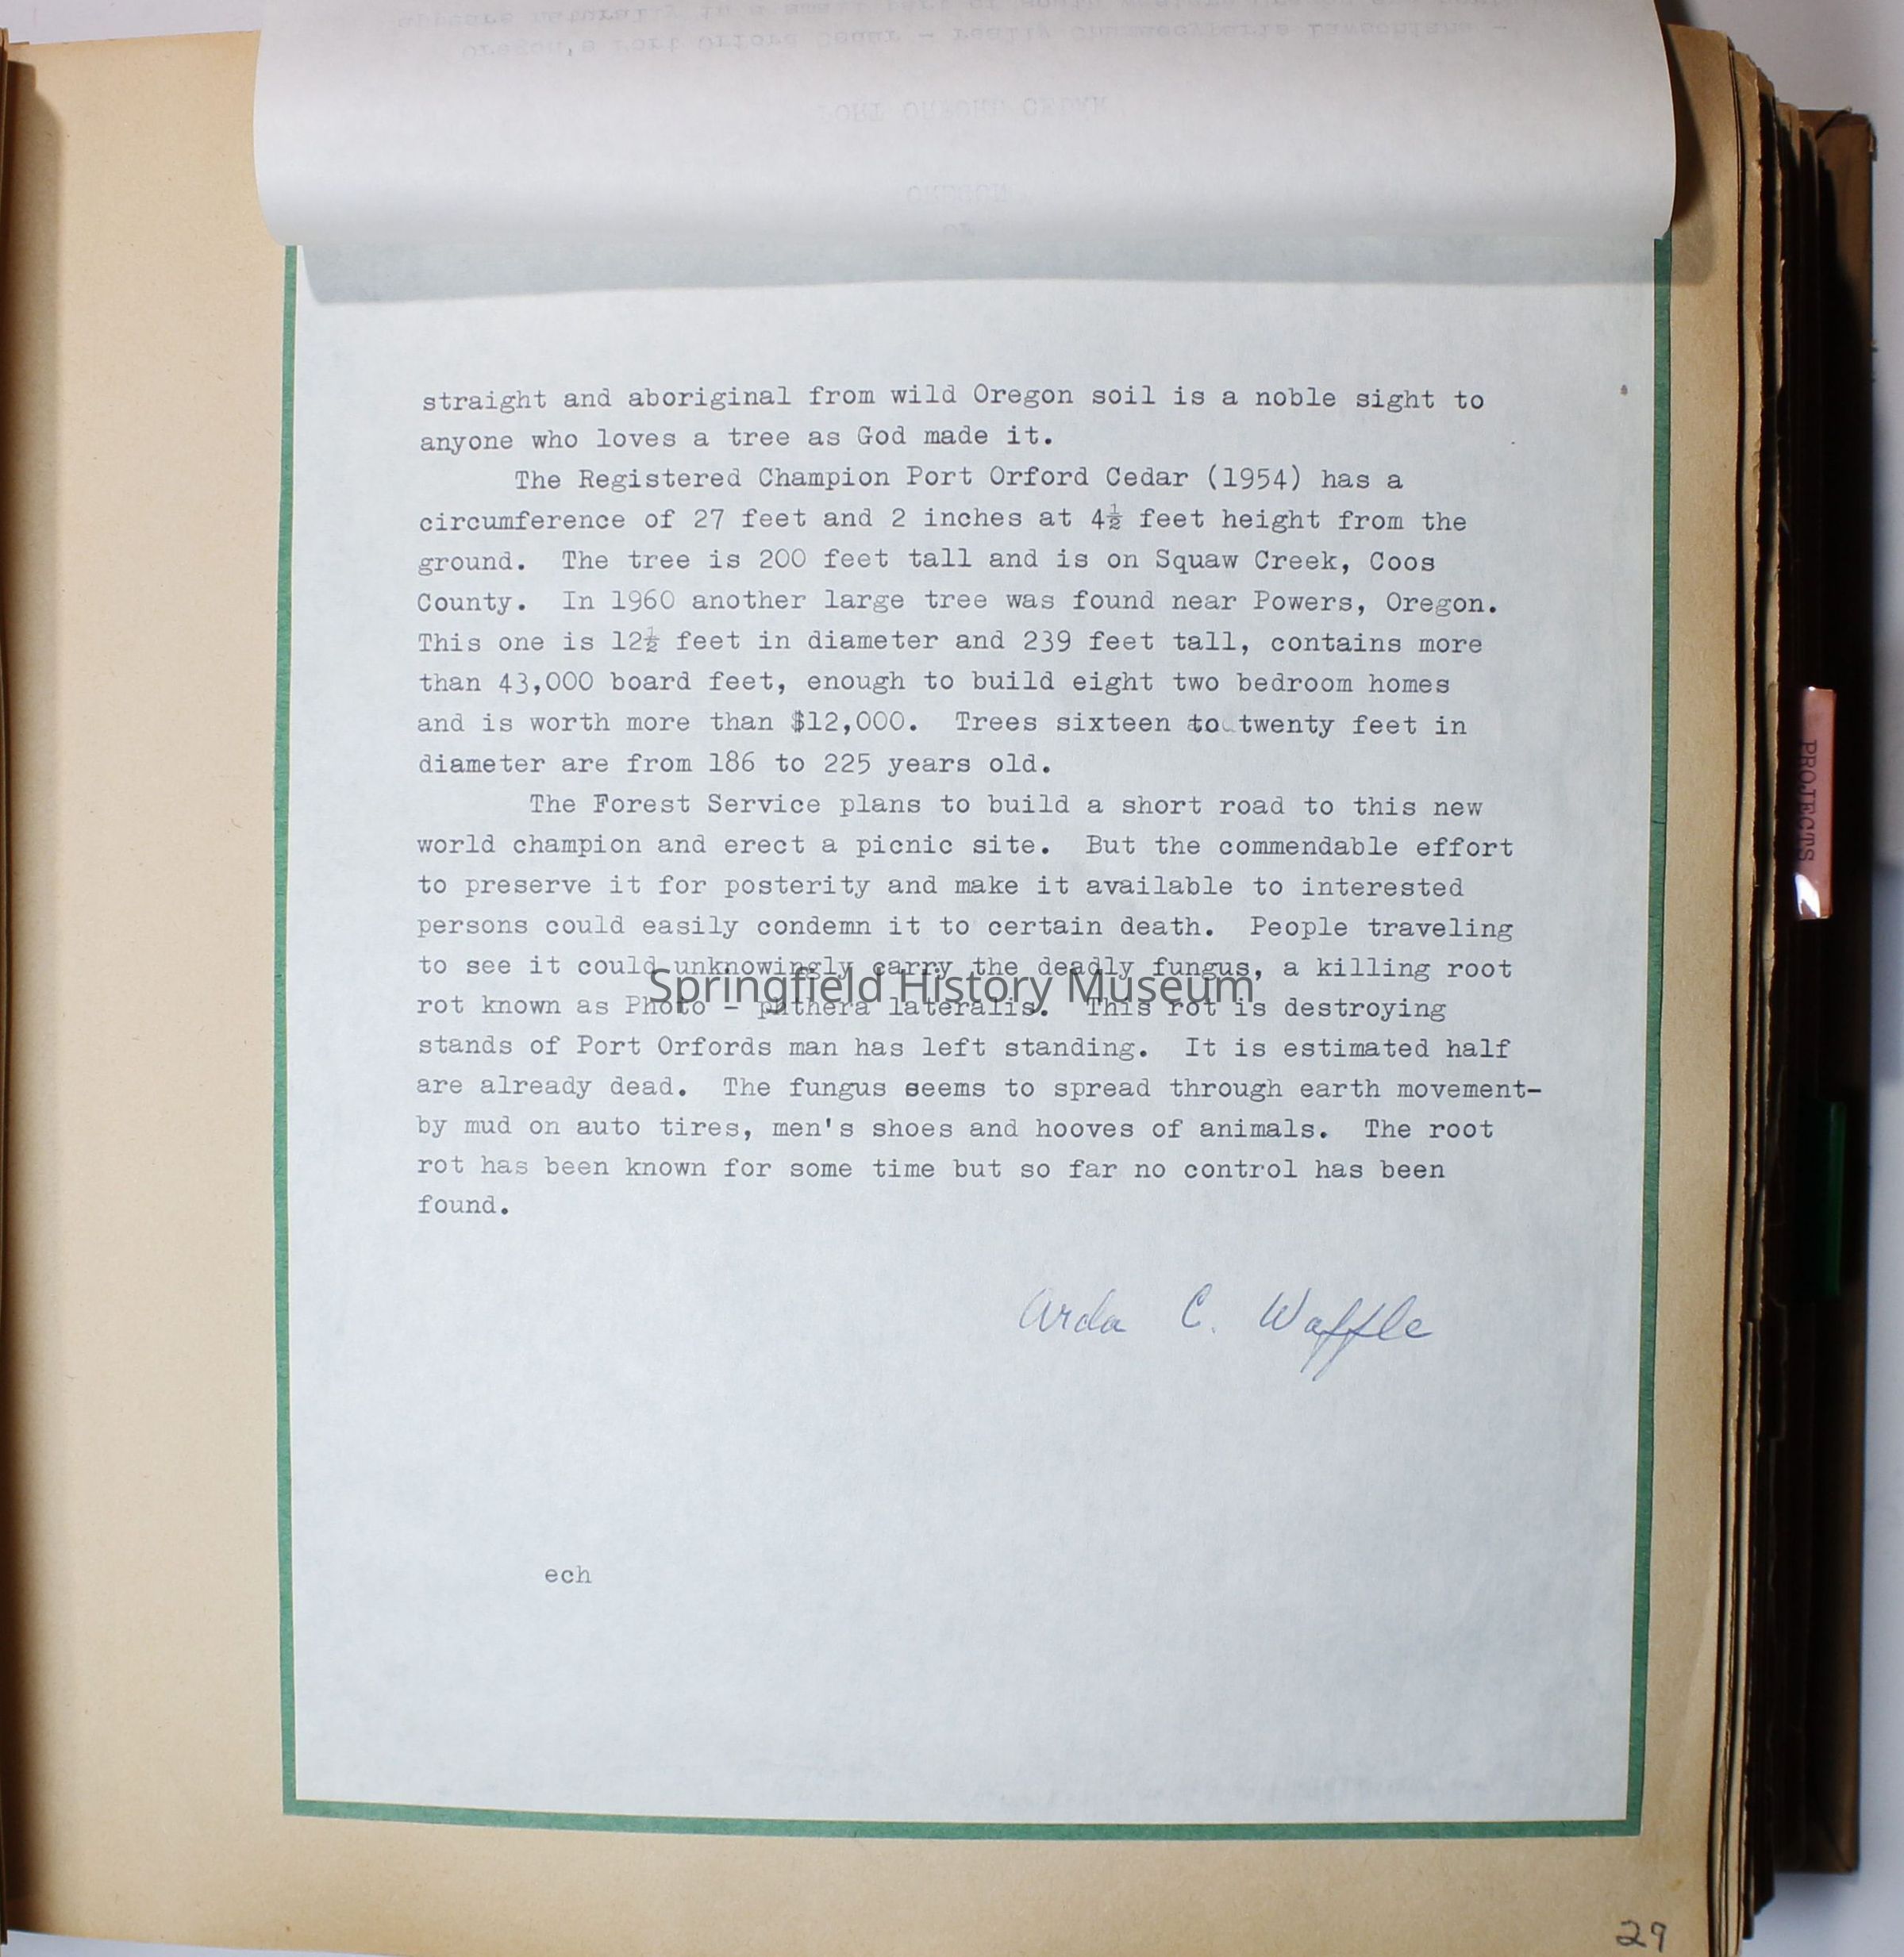 PORT ORFORD CEDAR
OREGON
OF
straight and aboriginal from wild Oregon soil is a noble sight to
anyone who loves a tree as God made it.
The Registered Champion Port Orford Cedar (1954) has a
circumference of 27 feet and 2 inches at 4½ feet height from the
ground. The tree is 200 feet tall and is on Squaw Creek, Coos
County. In 1960 another large tree was found near Powers, Oregon.
This one is 12½ feet in diameter and 239 feet tall, contains more
than 43,000 board feet, enough to build eight two bedroom homes
and is worth more than $12,000. Trees sixteen to twenty feet in
diameter are from 186 to 225 years old.
The Forest Service plans to build a short road to this new
world champion and erect a picnic site. But the commendable effort
to preserve it for posterity and make it available to interested
persons could easily condemn it to certain death. People traveling
to see it could unknowingly carry the deadly fungus, a killing root
Springfield History Museum
rot known as Photo - phthera lateralis. This rot is destroying
stands of Port Orfords man has left standing. It is estimated half
are already dead. The fungus seems to spread through earth movement-
by mud on auto tires, men's shoes and hooves of animals. The root
rot has been known for some time but so far no control has been
found.
Arda C. Waffle
ech
PROJECTS
29